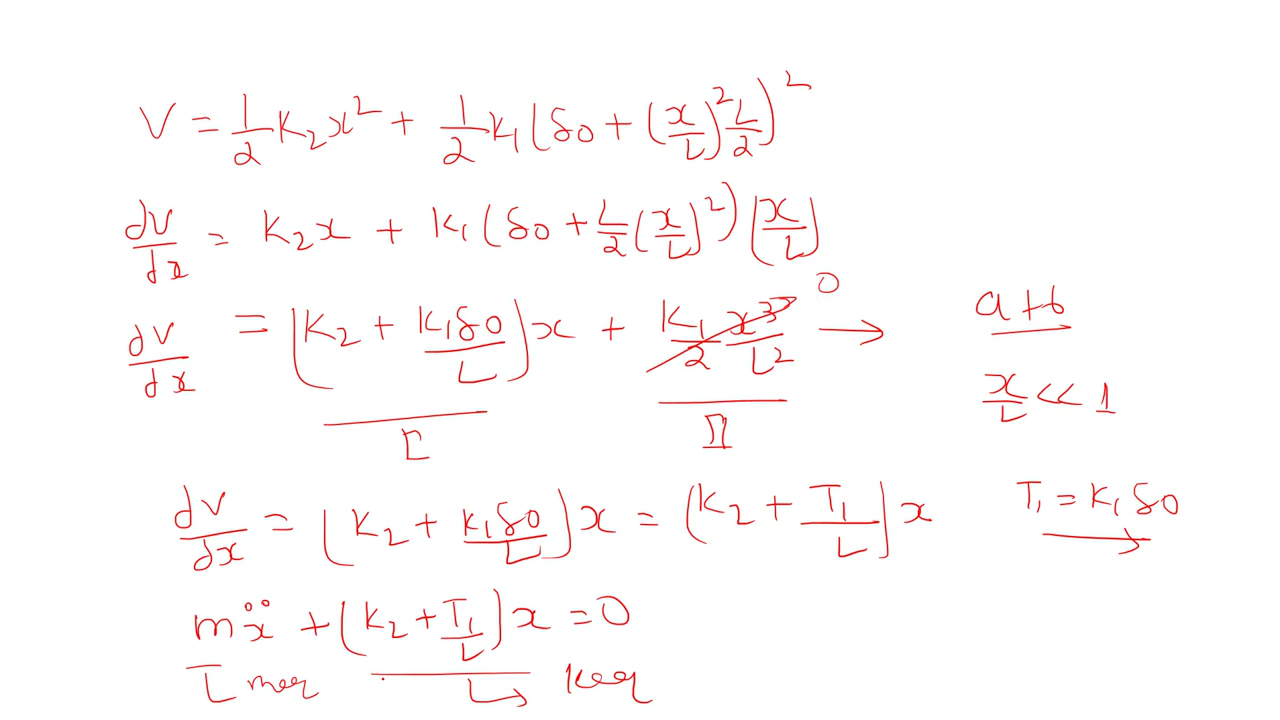 V = 1/2 K₂x² + 1/2 K₁(δ0 + (x/L)² L/2)²
dV/dx = K₂x + K₁(δ0 + L/2 (x/L)²) (x/L)
dV/dx = (K₂ + K₁δ0/L)x + K₁/2 x³/L² 0 →
I
II
a+b
x/L << 1
dV/dx = (K₂ + K₁δ0/L)x = (K₂ + T₁/L)x
T₁ = K₁δ0
mẍ + (K₂ + T₁/L)x = 0
meq
Keq